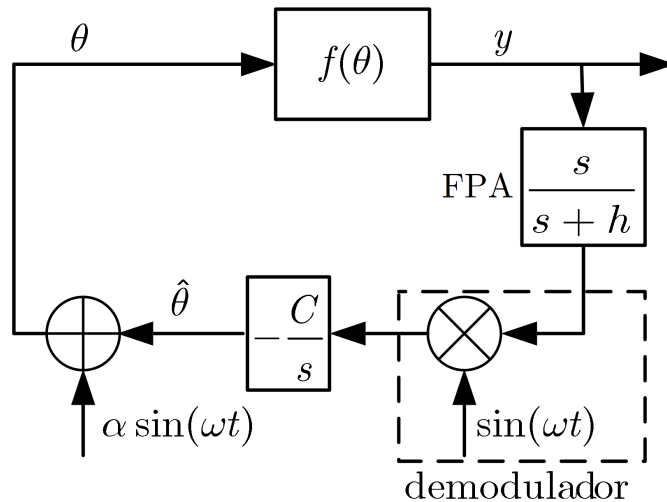 θ
f(θ)
y
FPA
s
s + h
θ̂
−
C
s
α sin(ωt)
sin(ωt)
demodulador